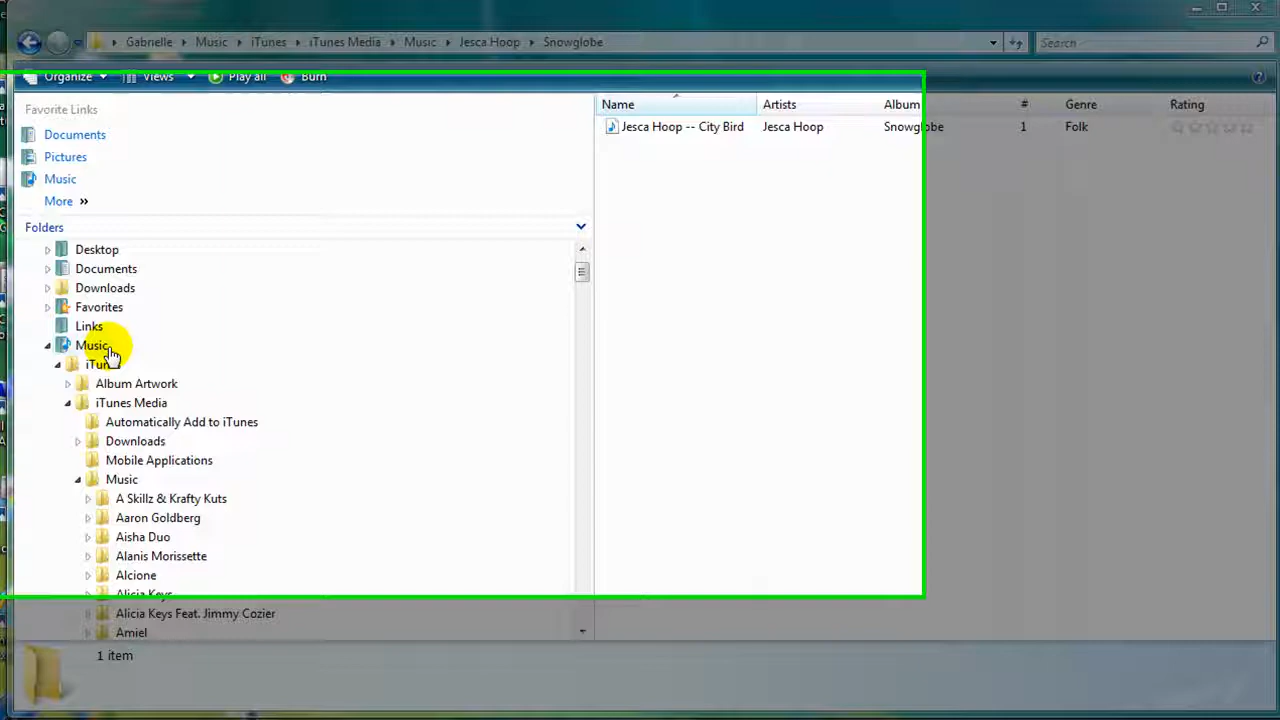 Gabrielle Music iTunes iTunes Media Music Jesca Hoop Snowglobe Search
Organize Views Play all Burn
Favorite Links
Documents
Pictures
Music
More »
Folders
Desktop
Documents
Downloads
Favorites
Links
Music
iTunes
Album Artwork
iTunes Media
Automatically Add to iTunes
Downloads
Mobile Applications
Music
A Skillz & Krafty Kuts
Aaron Goldberg
Aisha Duo
Alanis Morissette
Alcione
Alicia Keys
Alicia Keys Feat. Jimmy Cozier
Amiel
Name Artists Album # Genre Rating
Jesca Hoop -- City Bird Jesca Hoop Snowglobe 1 Folk
1 item